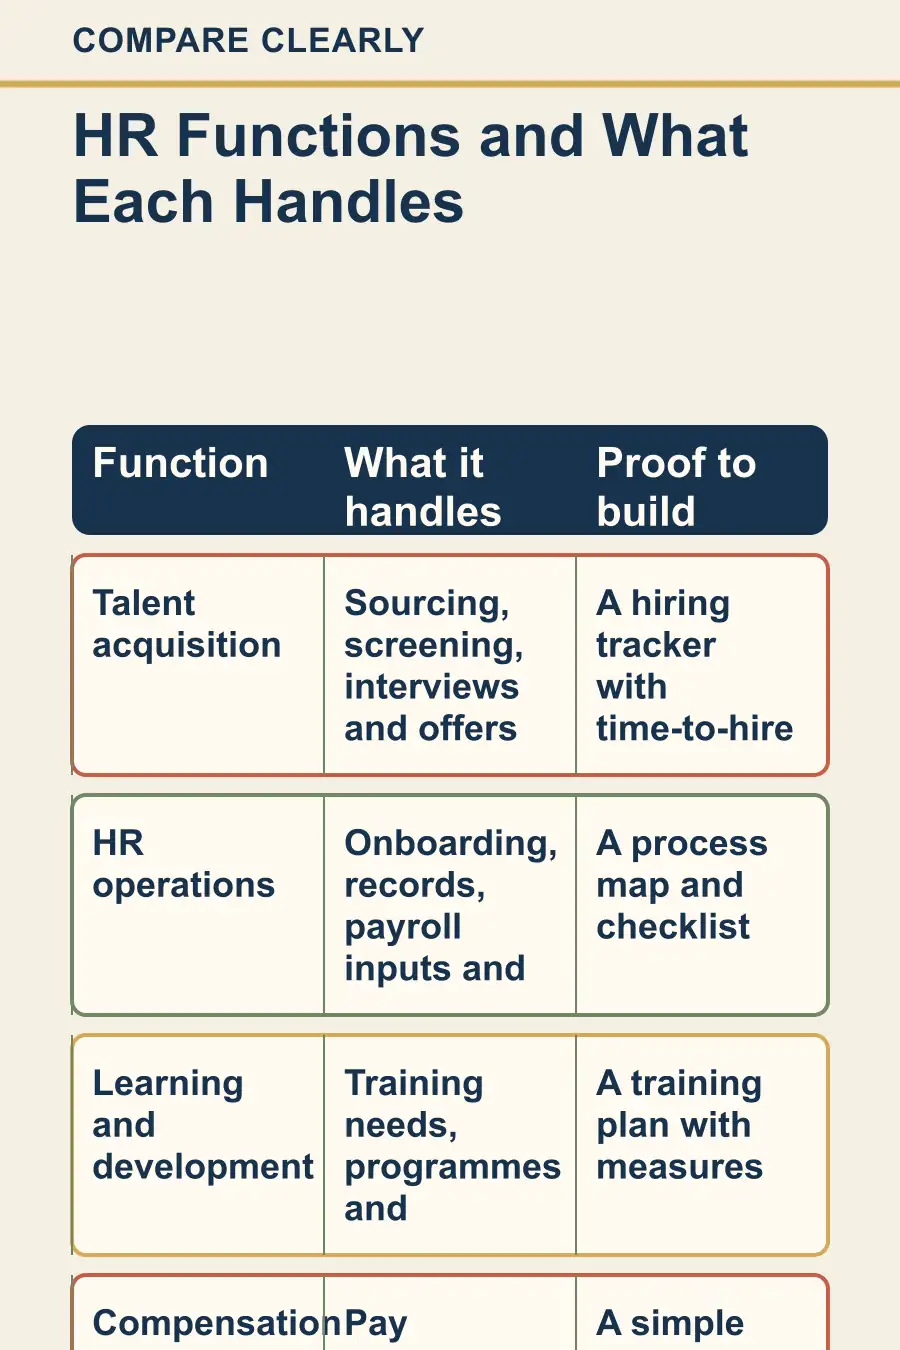 COMPARE CLEARLY
HR Functions and What
Each Handles
Function
What it
handles
Proof to
build
Talent
acquisition
Sourcing,
screening,
interviews
and offers
A hiring
tracker
with
time-to-hire
HR
operations
Onboarding,
records,
payroll
inputs and
A process
map and
checklist
Learning
and
development
Training
needs,
programmes
and
A training
plan with
measures
Compensation
Pay
A simple